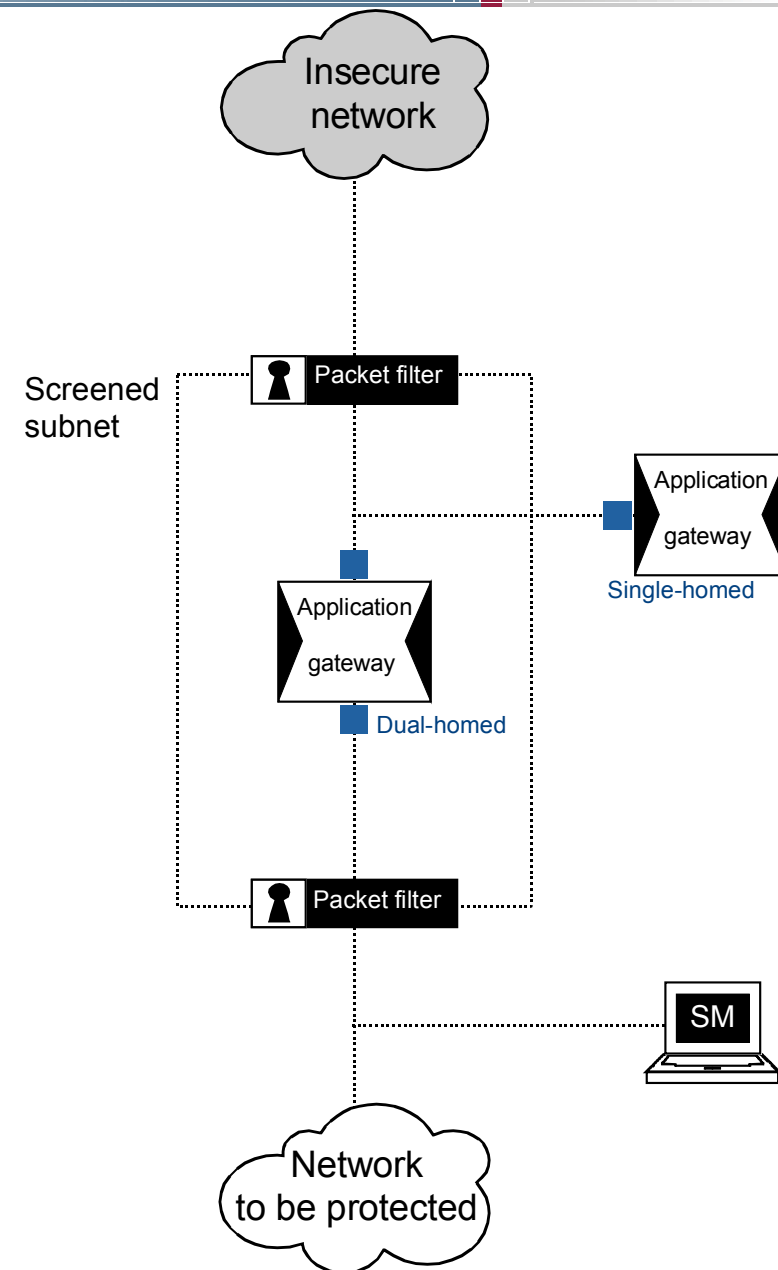 Insecure
network
Screened
subnet
Packet filter
Application
gateway
Single-homed
Application
gateway
Dual-homed
Packet filter
SM
Network
to be protected